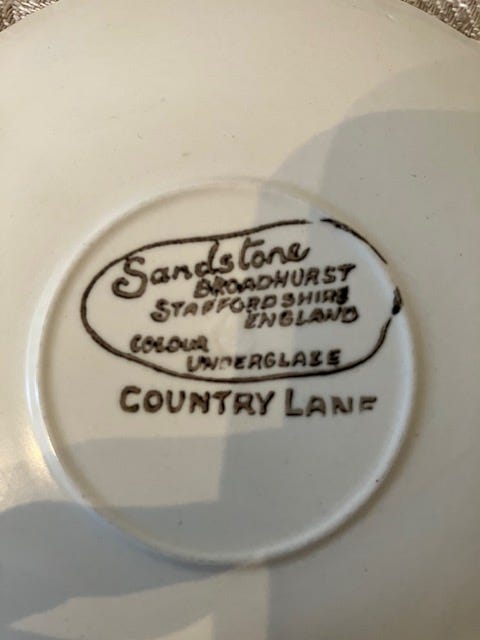 Sandstone
BROADHURST
STAFFORDSHIRE
ENGLAND
COLOUR
UNDERGLAZE
COUNTRY LANE